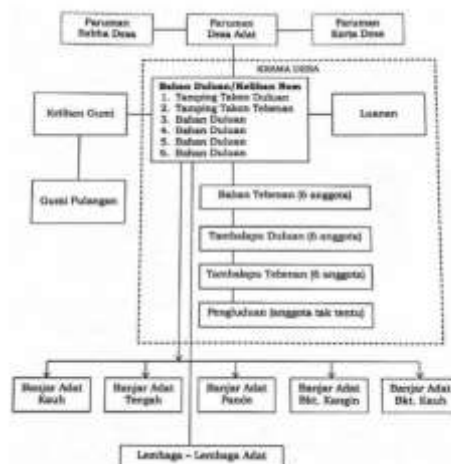 Paruman
Sabha Desa
Paruman
Desa Adat
Paruman
Kerta Desa
KRAMA DESA
Bahan Duluan/Kelihan Nem
1. Tamping Takon Duluan
2. Tamping Takon Tebenan
3. Bahan Duluan
4. Bahan Duluan
5. Bahan Duluan
6. Bahan Duluan
Kelihan Gumi
Luanan
Gumi Pulangan
Bahan Tebenan (6 anggota)
Tambalapu Duluan (6 anggota)
Tambalapu Tebenan (6 anggota)
Pengluduan (anggota tak tentu)
Banjar Adat
Kauh
Banjar Adat
Tengah
Banjar Adat
Pande
Banjar Adat
Bkt. Kangin
Banjar Adat
Bkt. Kauh
Lembaga - Lembaga Adat